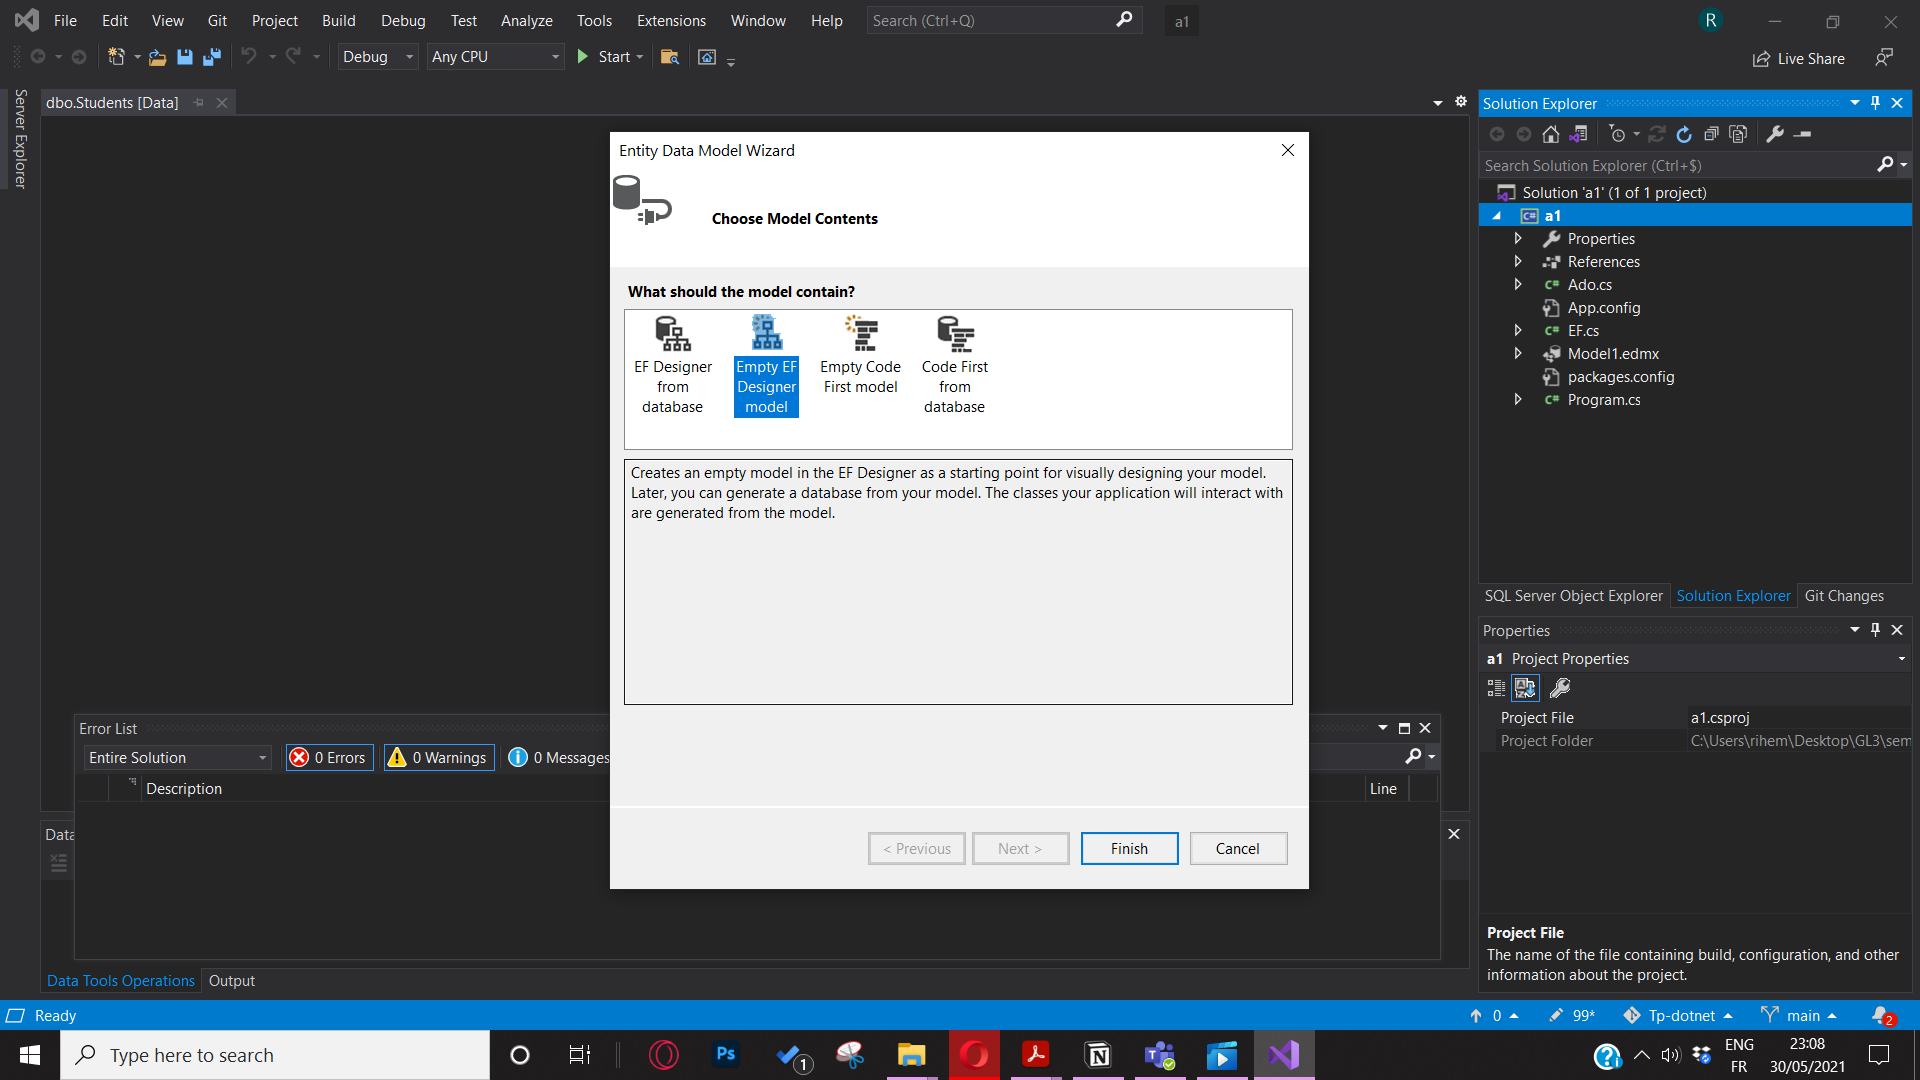 File Edit View Git Project Build Debug Test Analyze Tools Extensions Window Help Search (Ctrl+Q) a1 R
Debug Any CPU Start Live Share
Server Explorer
dbo.Students [Data]
Entity Data Model Wizard
Choose Model Contents
What should the model contain?
EF Designer from database
Empty EF Designer model
Empty Code First model
Code First from database
Creates an empty model in the EF Designer as a starting point for visually designing your model.
Later, you can generate a database from your model. The classes your application will interact with
are generated from the model.
< Previous Next > Finish Cancel
Solution Explorer
Search Solution Explorer (Ctrl+$)
Solution 'a1' (1 of 1 project)
C# a1
Properties
References
C# Ado.cs
App.config
C# EF.cs
Model1.edmx
packages.config
C# Program.cs
SQL Server Object Explorer Solution Explorer Git Changes
Properties
a1 Project Properties
Project File a1.csproj
Project Folder C:\Users\rihem\Desktop\GL3\sem
Project File
The name of the file containing build, configuration, and other
information about the project.
Error List
Entire Solution 0 Errors 0 Warnings 0 Messages
Description Line
Data
Data Tools Operations Output
Ready 0 99* Tp-dotnet main 2
Type here to search Ps 1 ENG FR 23:08 30/05/2021